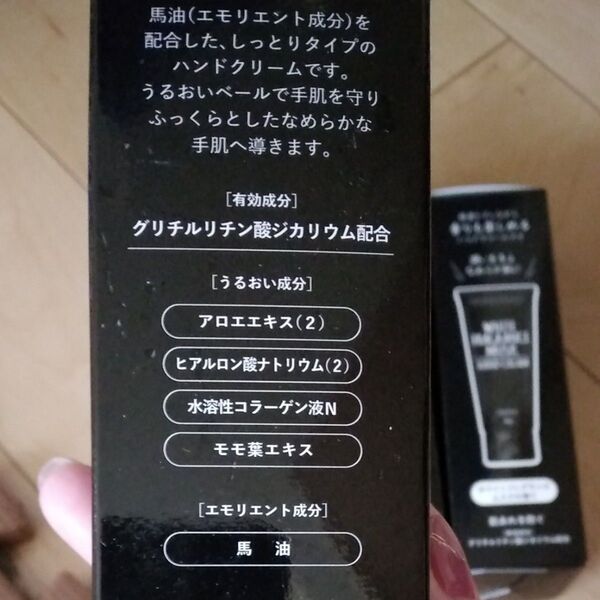 馬油（エモリエント成分）を
配合した、しっとりタイプの
ハンドクリームです。
うるおいベールで手肌を守り
ふっくらとしたなめらかな
手肌へ導きます。
［有効成分］
グリチルリチン酸ジカリウム配合
［うるおい成分］
アロエエキス（2）
ヒアルロン酸ナトリウム（2）
水溶性コラーゲン液N
モモ葉エキス
［エモリエント成分］
馬 油
WHITE
MUSK